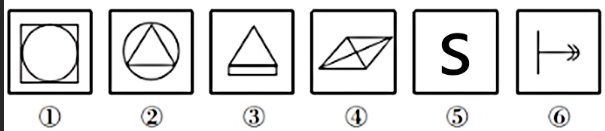 S
① ② ③ ④ ⑤ ⑥